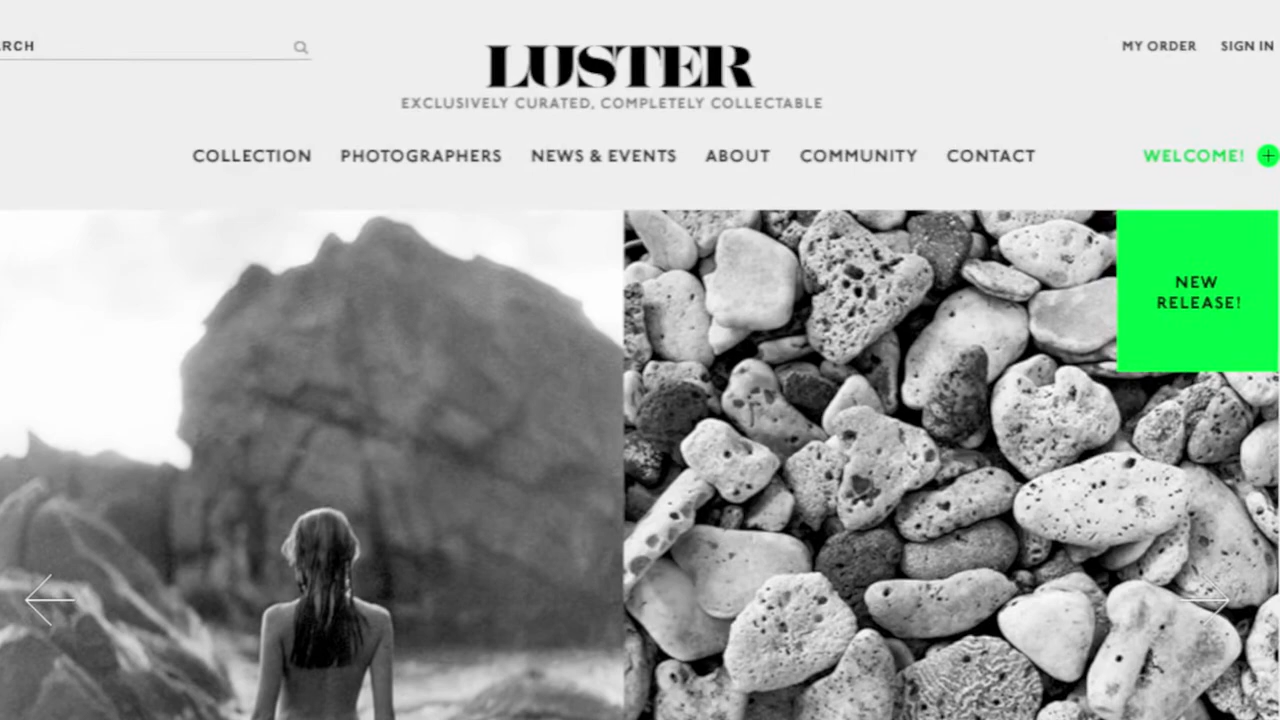 ARCH
LUSTER
MY ORDER SIGN IN
EXCLUSIVELY CURATED, COMPLETELY COLLECTABLE
COLLECTION PHOTOGRAPHERS NEWS & EVENTS ABOUT COMMUNITY CONTACT WELCOME!
NEW
RELEASE!